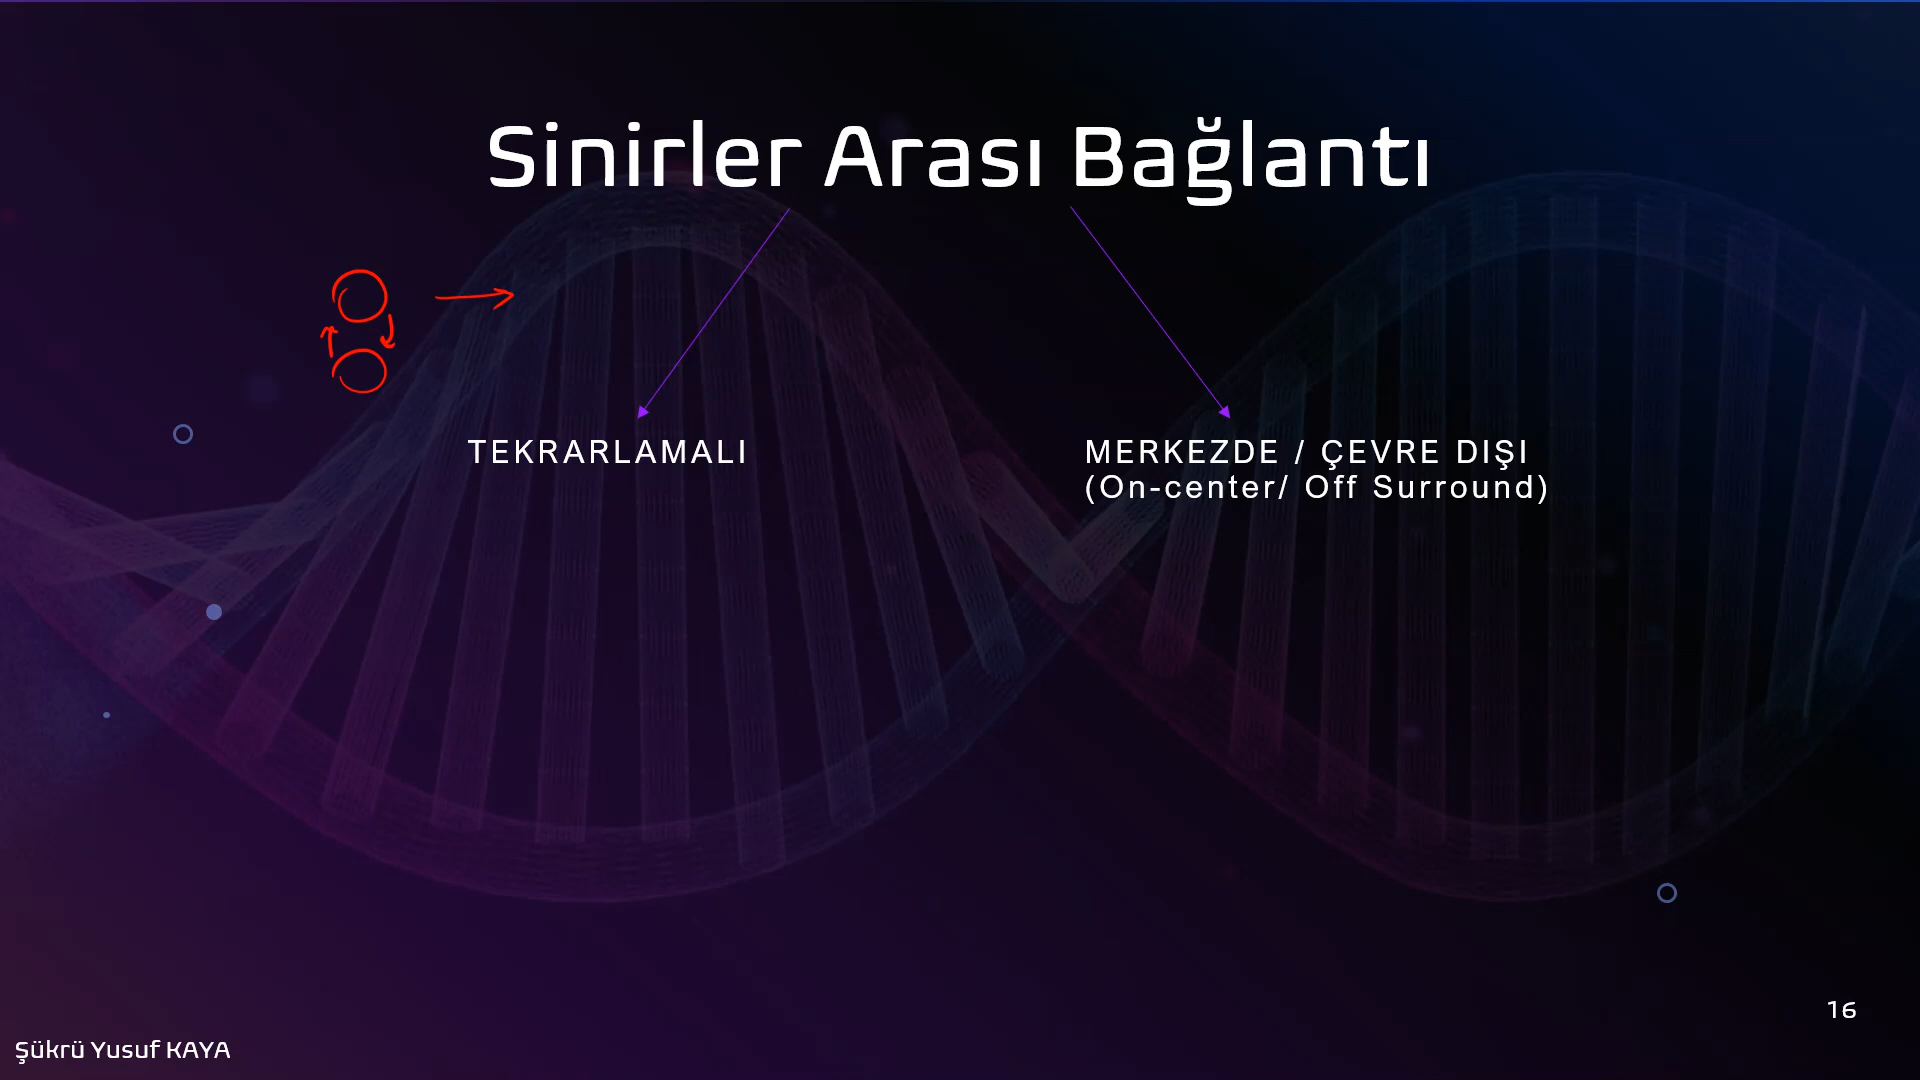 Sinirler Arası Bağlantı
TEKRARLAMALI
MERKEZDE / ÇEVRE DIŞI
(On-center/ Off Surround)
16
Şükrü Yusuf KAYA